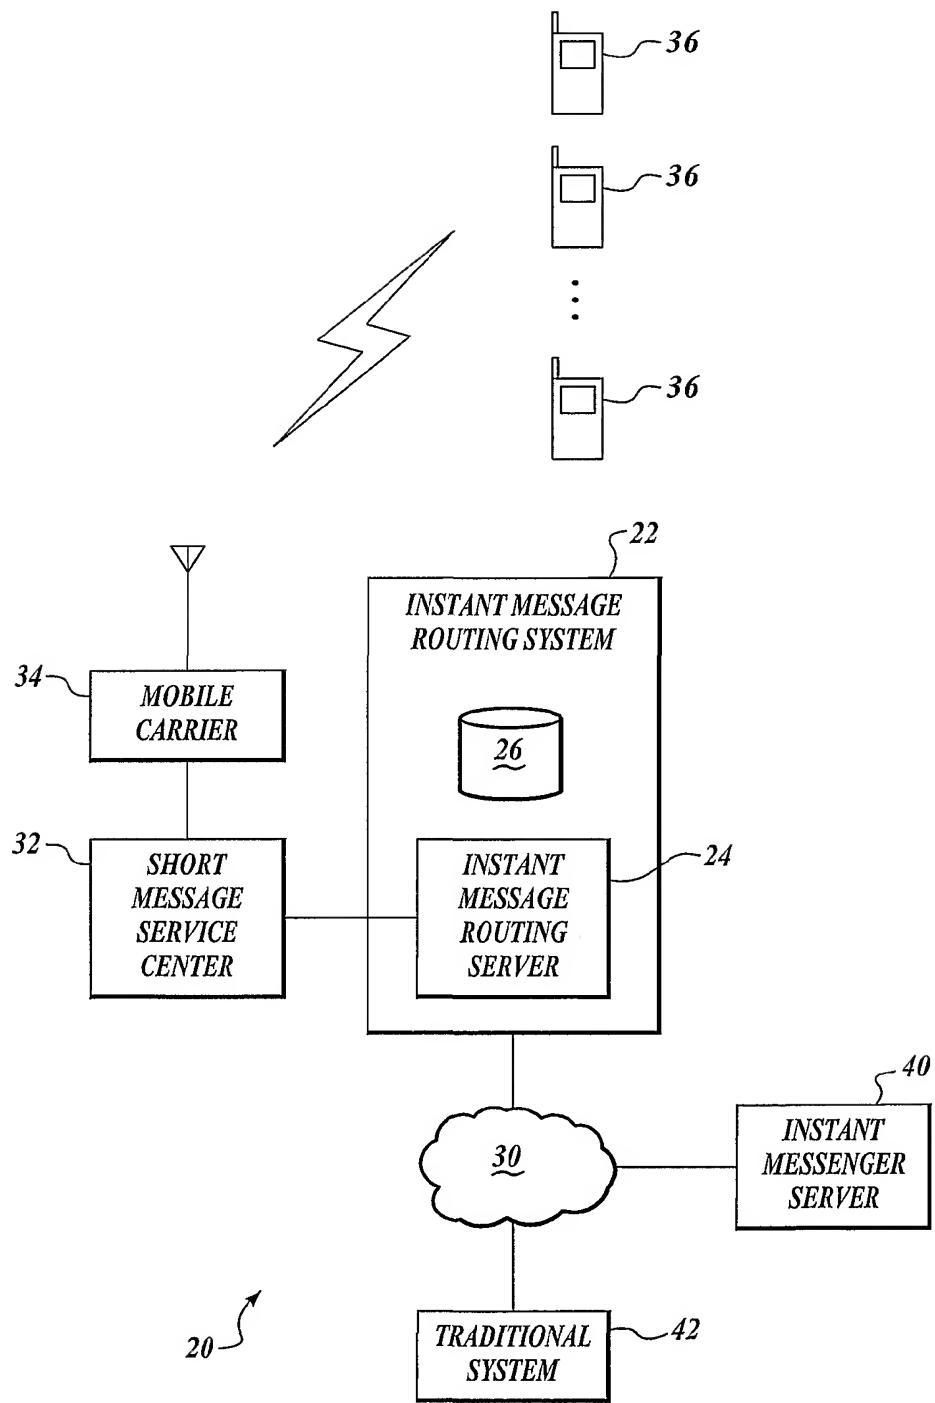 36
36
36
22
INSTANT MESSAGE
ROUTING SYSTEM
34
MOBILE
CARRIER
26
32
SHORT
MESSAGE
SERVICE
CENTER
INSTANT
MESSAGE
ROUTING
SERVER
24
40
INSTANT
MESSENGER
SERVER
30
20
TRADITIONAL
SYSTEM
42